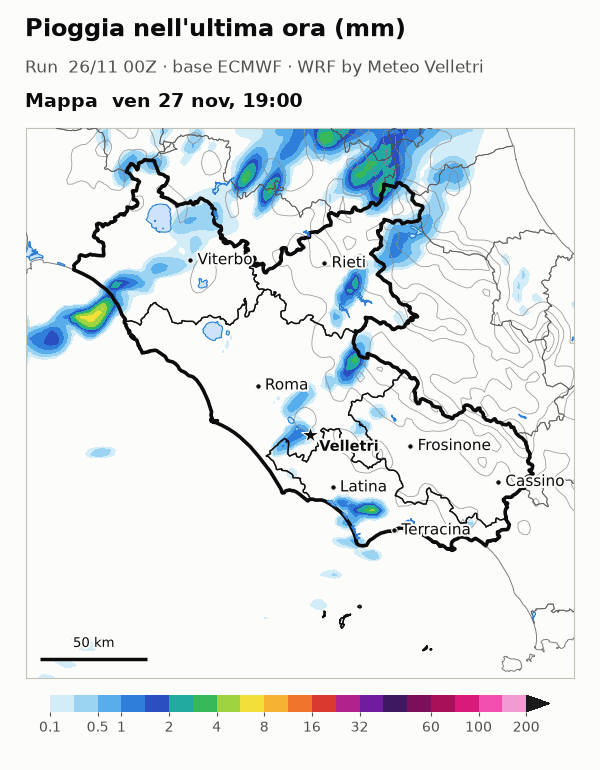 Pioggia nell'ultima ora (mm)
Run  26/11 00Z · base ECMWF · WRF by Meteo Velletri
Mappa  ven 27 nov, 19:00
Viterbo
Rieti
Roma
Velletri
Frosinone
Cassino
Latina
Terracina
50 km
0.1 0.5 1 2 4 8 16 32 60 100 200